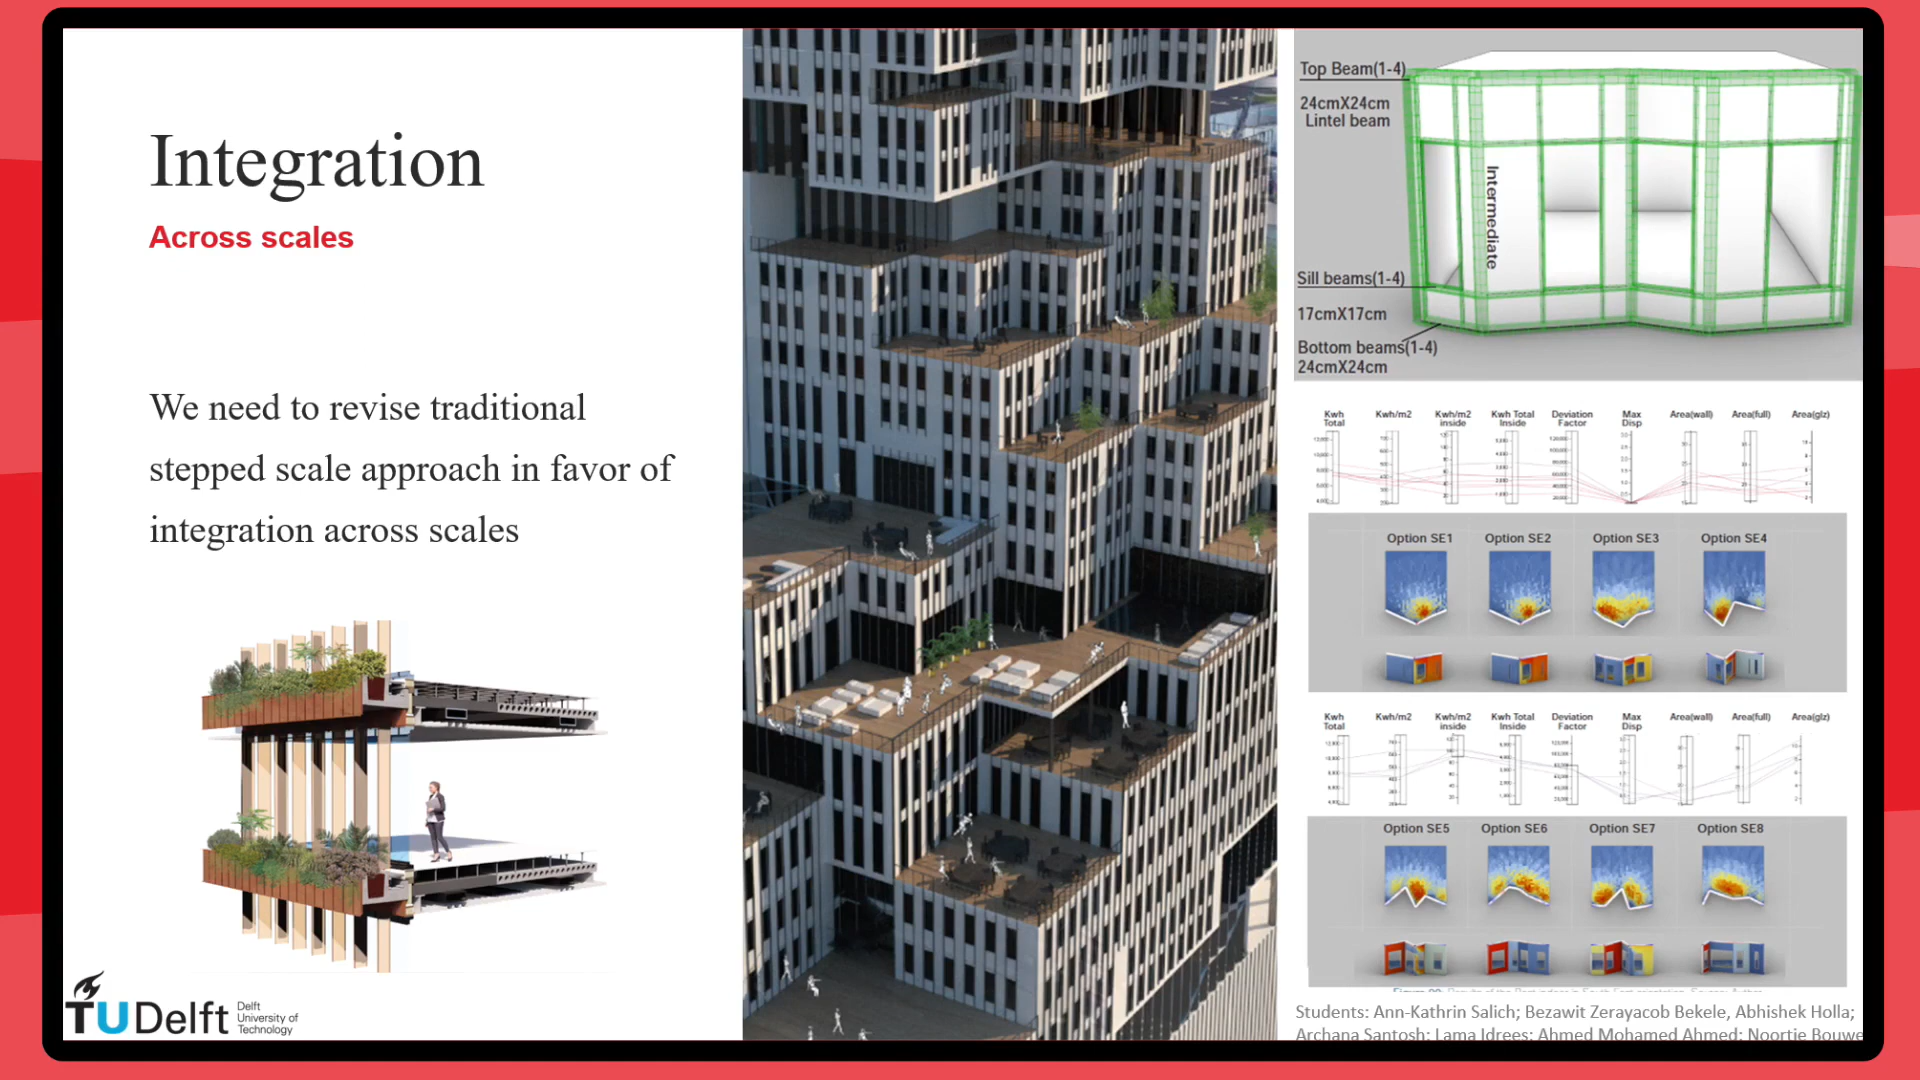 Integration
Across scales
We need to revise traditional
stepped scale approach in favor of
integration across scales
TUDelft
Delft
University of
Technology
Top Beam(1-4)
24cmX24cm
Lintel beam
Intermediate
Sill beams(1-4)
17cmX17cm
Bottom beams(1-4)
24cmX24cm
Kwh Total Kwh/m2 Kwh/m2 inside Kwh Total Inside Deviation Factor Max Disp Area(wall) Area(full) Area(glz)
Option SE1 Option SE2 Option SE3 Option SE4
Kwh Total Kwh/m2 Kwh/m2 inside Kwh Total Inside Deviation Factor Max Disp Area(wall) Area(full) Area(glz)
Option SE5 Option SE6 Option SE7 Option SE8
Students: Ann-Kathrin Salich; Bezawit Zerayacob Bekele, Abhishek Holla;
Archana Santosh; Lama Idrees; Ahmed Mohamed Ahmed; Noortje Bouwe